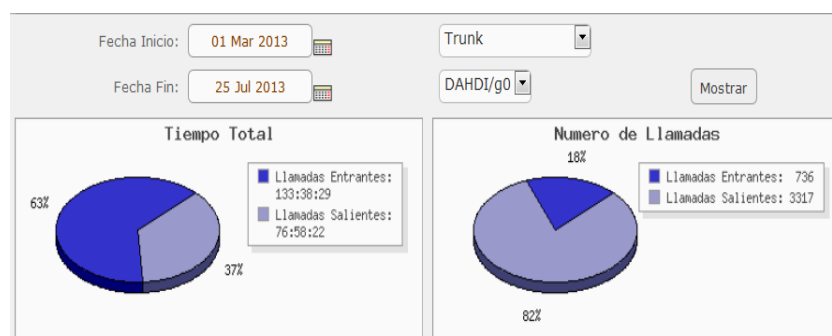 Fecha Inicio: 01 Mar 2013 Trunk
Fecha Fin: 25 Jul 2013 DAHDI/g0 Mostrar
Tiempo Total
63%
37%
Llamadas Entrantes:
133:38:29
Llamadas Salientes:
76:58:22
Numero de Llamadas
18%
82%
Llamadas Entrantes: 736
Llamadas Salientes: 3317